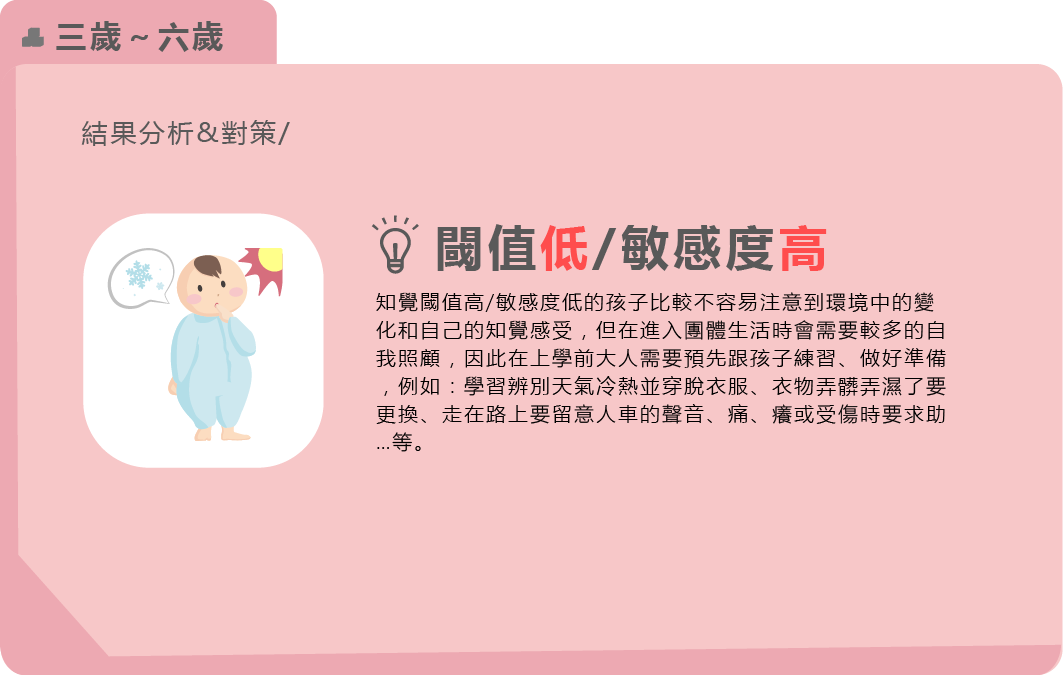 三歲~六歲
結果分析&對策/
閾值低/敏感度高
知覺閾值高/敏感度低的孩子比較不容易注意到環境中的變
化和自己的知覺感受，但在進入團體生活時會需要較多的自
我照顧，因此在上學前大人需要預先跟孩子練習、做好準備
，例如：學習辨別天氣冷熱並穿脫衣服、衣物弄髒弄濕了要
更換、走在路上要留意人車的聲音、痛、癢或受傷時要求助
...等。